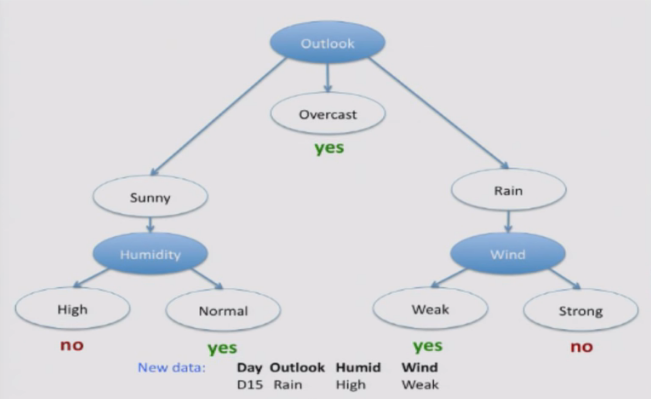 Outlook
Overcast
yes
Sunny
Rain
Humidity
Wind
High
Normal
Weak
Strong
no
yes
yes
no
New data: Day Outlook Humid Wind
D15 Rain High Weak